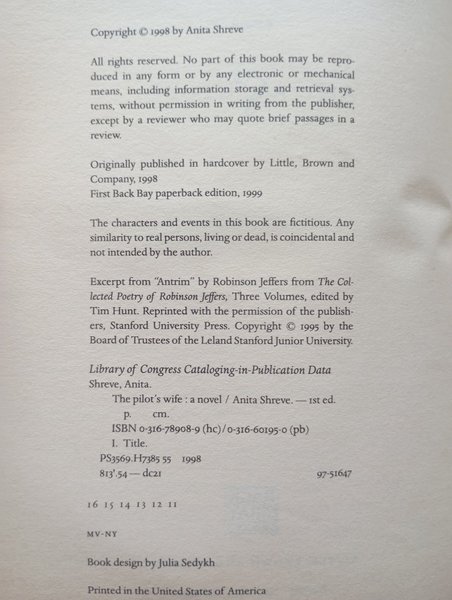 Copyright © 1998 by Anita Shreve
All rights reserved. No part of this book may be repro-
duced in any form or by any electronic or mechanical
means, including information storage and retrieval sys-
tems, without permission in writing from the publisher,
except by a reviewer who may quote brief passages in a
review.
Originally published in hardcover by Little, Brown and
Company, 1998
First Back Bay paperback edition, 1999
The characters and events in this book are fictitious. Any
similarity to real persons, living or dead, is coincidental and
not intended by the author.
Excerpt from "Antrim" by Robinson Jeffers from The Col-
lected Poetry of Robinson Jeffers, Three Volumes, edited by
Tim Hunt. Reprinted with the permission of the publish-
ers, Stanford University Press. Copyright © 1995 by the
Board of Trustees of the Leland Stanford Junior University.
Library of Congress Cataloging-in-Publication Data
Shreve, Anita.
The pilot's wife : a novel / Anita Shreve. — 1st ed.
p. cm.
ISBN 0-316-78908-9 (hc) / 0-316-60195-0 (pb)
I. Title.
PS3569.H7385 55 1998
813'.54 — dc21 97-51647
16 15 14 13 12 11
MV-NY
Book design by Julia Sedykh
Printed in the United States of America